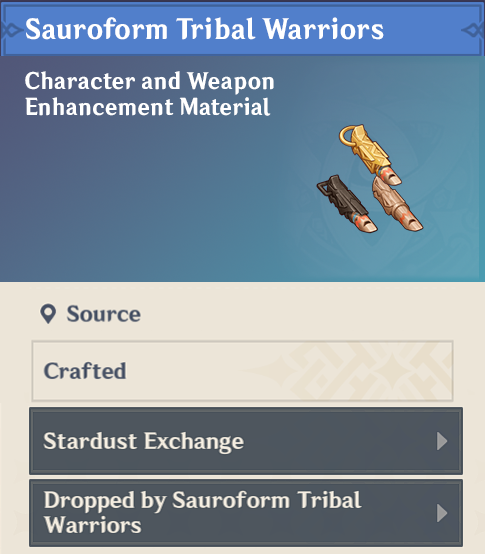 Sauroform Tribal Warriors
Character and Weapon
Enhancement Material
Source
Crafted
Stardust Exchange
Dropped by Sauroform Tribal
Warriors